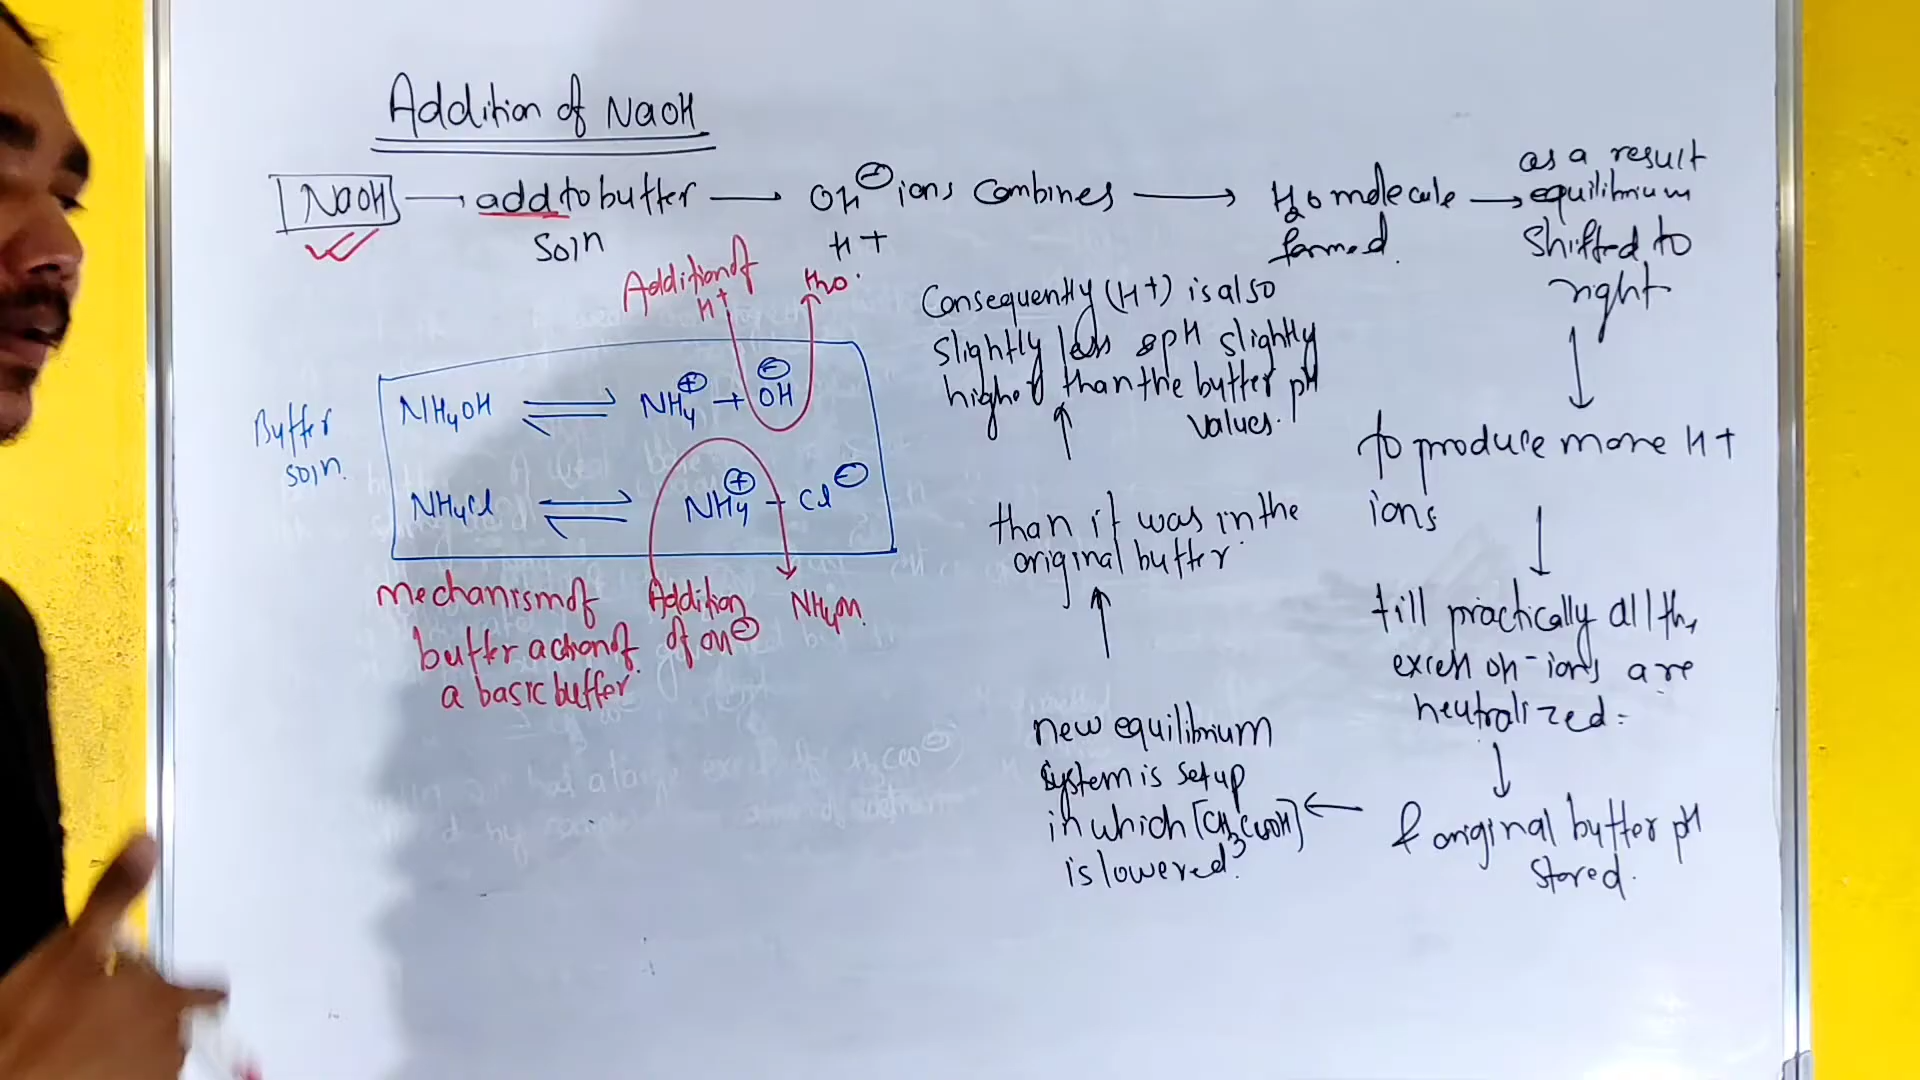 Addition of NaOH
NaOH → add to buffer → OH⊖ ions combines → H2O molecule → as a result
soln
H+
formed.
equilibrium
shifted to
right
Addition of
H+
H2O.
Consequently (H+) is also
slightly less & pH slightly
higher than the buffer pH
values.
Buffer
soln.
NH4OH ⇌ NH4⊕ + ⊖OH
NH4Cl ⇌ NH4⊕ + Cl⊖
to produce more H+
ions
than it was in the
original buffer.
Mechanism of
buffer action of
a basic buffer.
Addition
of OH⊖
NH4OH.
till practically all the
excess OH- ions are
neutralized.
new equilibrium
system is setup
in which [CH3COOH] ←
is lowered.
& original buffer pH
stored.